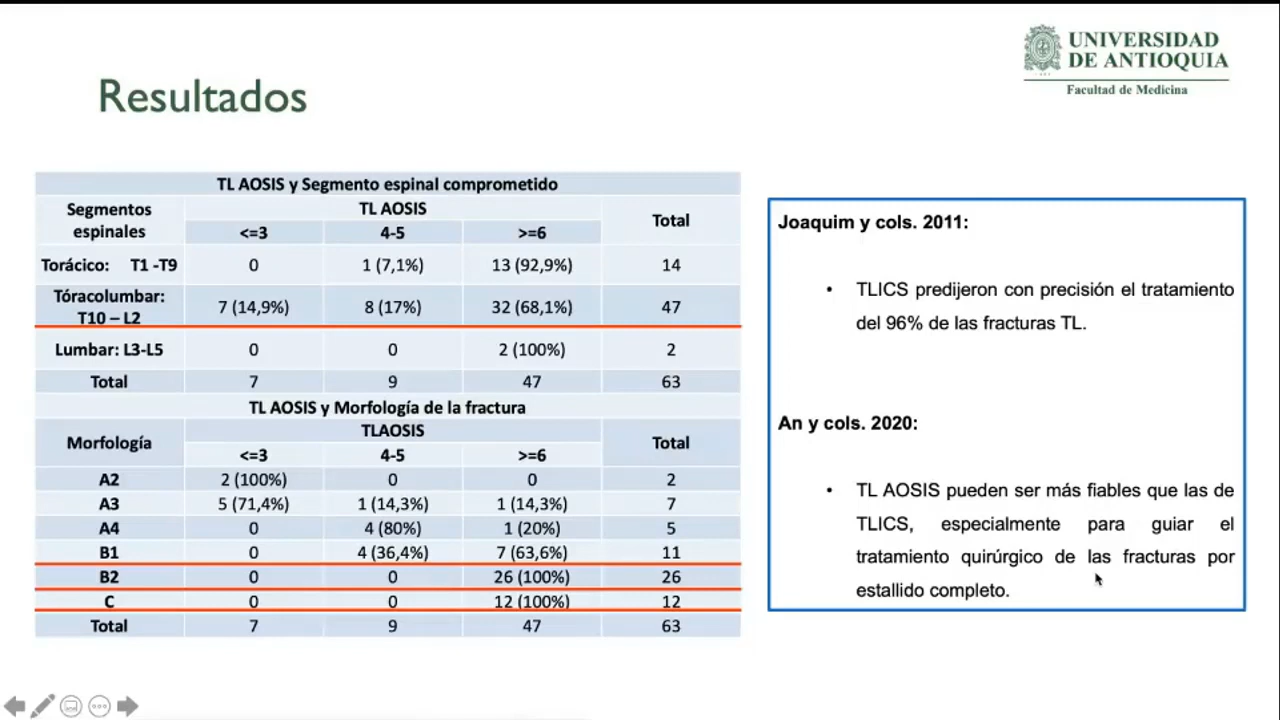 UNIVERSIDAD
DE ANTIOQUIA
Facultad de Medicina
Resultados
TL AOSIS y Segmento espinal comprometido
Segmentos espinales TL AOSIS Total
<=3 4-5 >=6
Torácico: T1 -T9 0 1 (7,1%) 13 (92,9%) 14
Tóracolumbar:
T10 – L2 7 (14,9%) 8 (17%) 32 (68,1%) 47
Lumbar: L3-L5 0 0 2 (100%) 2
Total 7 9 47 63
TL AOSIS y Morfología de la fractura
Morfología TLAOSIS Total
<=3 4-5 >=6
A2 2 (100%) 0 0 2
A3 5 (71,4%) 1 (14,3%) 1 (14,3%) 7
A4 0 4 (80%) 1 (20%) 5
B1 0 4 (36,4%) 7 (63,6%) 11
B2 0 0 26 (100%) 26
C 0 0 12 (100%) 12
Total 7 9 47 63
Joaquim y cols. 2011:
• TLICS predijeron con precisión el tratamiento
del 96% de las fracturas TL.
An y cols. 2020:
• TL AOSIS pueden ser más fiables que las de
TLICS, especialmente para guiar el
tratamiento quirúrgico de las fracturas por
estallido completo.